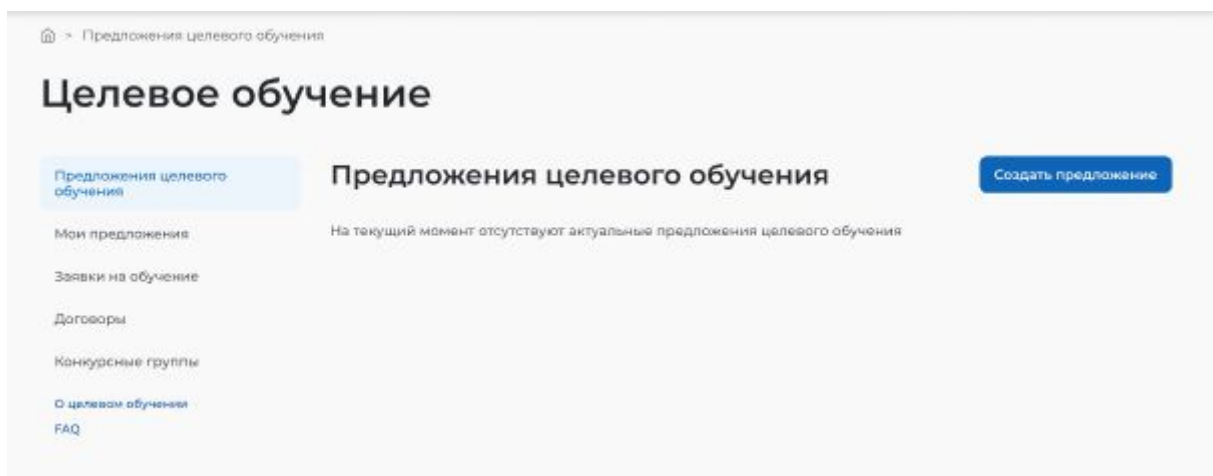 > Предложения целевого обучения
Целевое обучение
Предложения целевого
обучения
Предложения целевого обучения
Создать предложение
Мои предложения
На текущий момент отсутствуют актуальные предложения целевого обучения
Заявки на обучение
Договоры
Конкурсные группы
О целевом обучении
FAQ